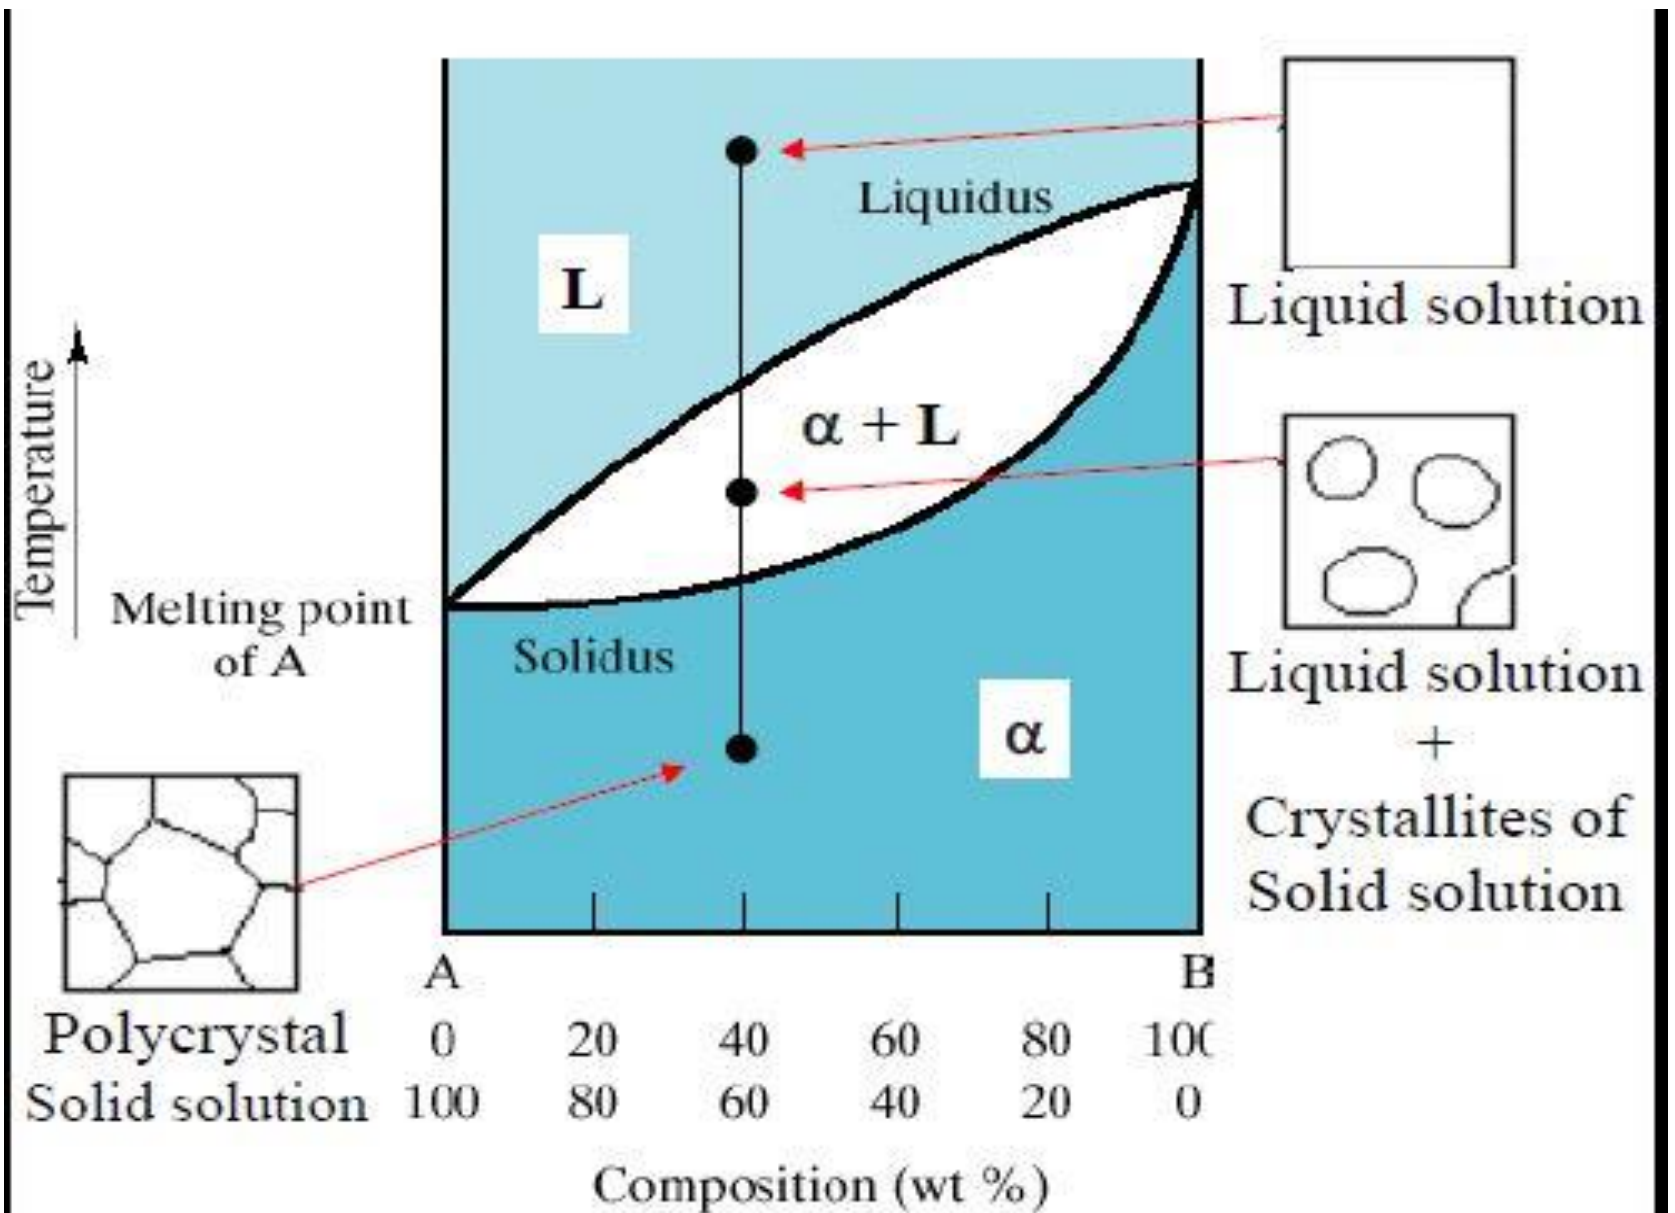 Liquidus
L
Liquid solution
Temperature
α + L
Melting point
of A
Solidus
Liquid solution
+
Crystallites of
Solid solution
α
A B
Polycrystal
Solid solution
0 20 40 60 80 100
100 80 60 40 20 0
Composition (wt %)